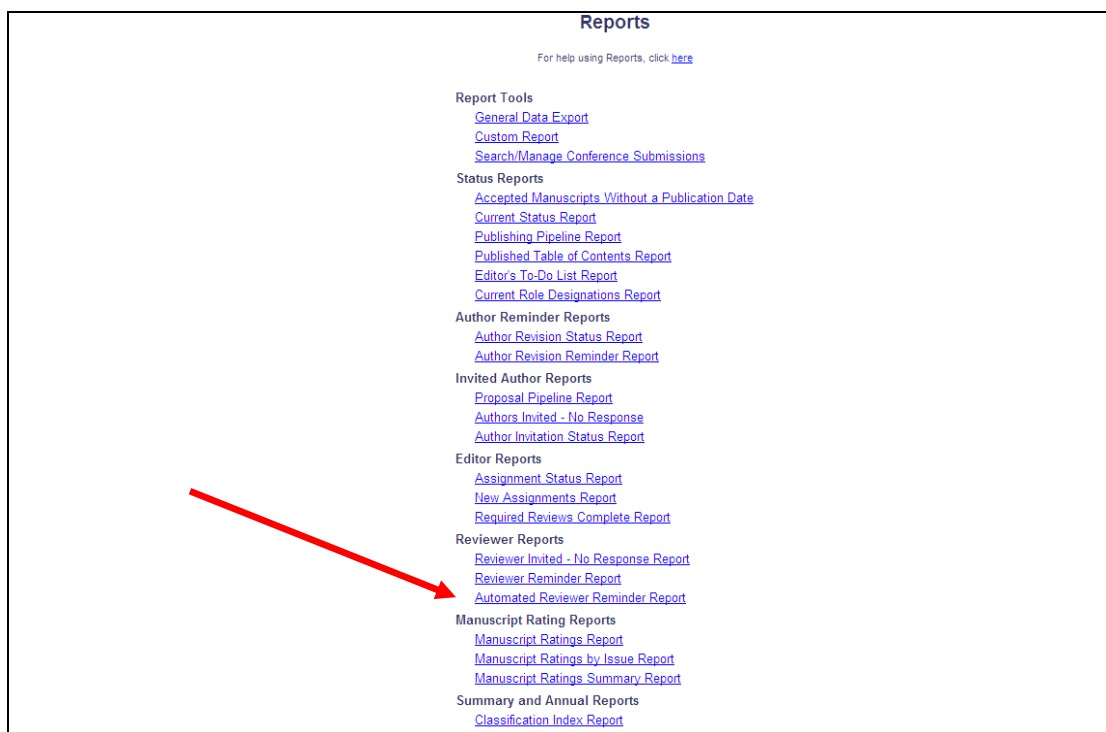 Reports
For help using Reports, click here
Report Tools
General Data Export
Custom Report
Search/Manage Conference Submissions
Status Reports
Accepted Manuscripts Without a Publication Date
Current Status Report
Publishing Pipeline Report
Published Table of Contents Report
Editor's To-Do List Report
Current Role Designations Report
Author Reminder Reports
Author Revision Status Report
Author Revision Reminder Report
Invited Author Reports
Proposal Pipeline Report
Authors Invited - No Response
Author Invitation Status Report
Editor Reports
Assignment Status Report
New Assignments Report
Required Reviews Complete Report
Reviewer Reports
Reviewer Invited - No Response Report
Reviewer Reminder Report
Automated Reviewer Reminder Report
Manuscript Rating Reports
Manuscript Ratings Report
Manuscript Ratings by Issue Report
Manuscript Ratings Summary Report
Summary and Annual Reports
Classification Index Report